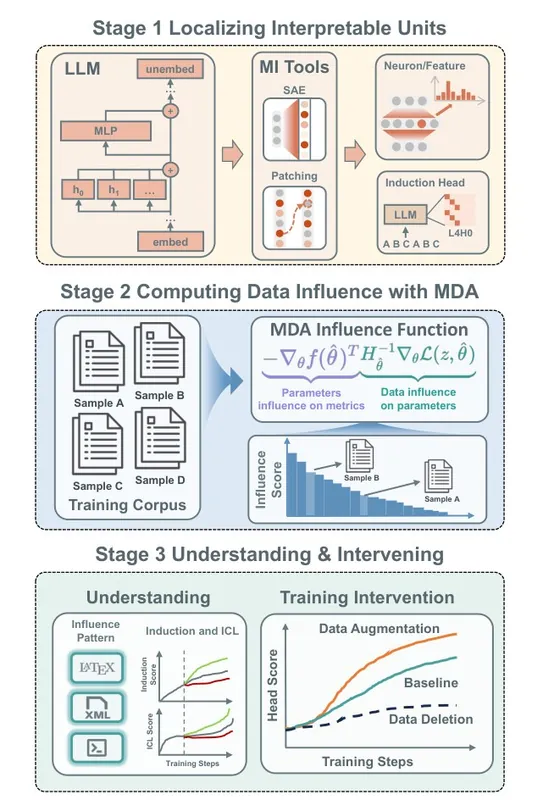 Stage 1 Localizing Interpretable Units
LLM
unembed
MLP
h₀
h₁
...
embed
MI Tools
SAE
Patching
Neuron/Feature
Induction Head
LLM
L4H0
A B C A B C
Stage 2 Computing Data Influence with MDA
Sample A
Sample B
Sample C
Sample D
Training Corpus
MDA Influence Function
−∇_θ f(θ̂)ᵀ H_θ̂⁻¹ ∇_θ ℒ(z, θ̂)
Parameters
influence on metrics
Data influence
on parameters
Influence
Score
Sample B
Sample A
Stage 3 Understanding & Intervening
Understanding
Influence
Pattern
LATEX
XML
Induction and ICL
Induction
Score
ICL Score
Training Steps
Training Intervention
Head Score
Data Augmentation
Baseline
Data Deletion
Training Steps